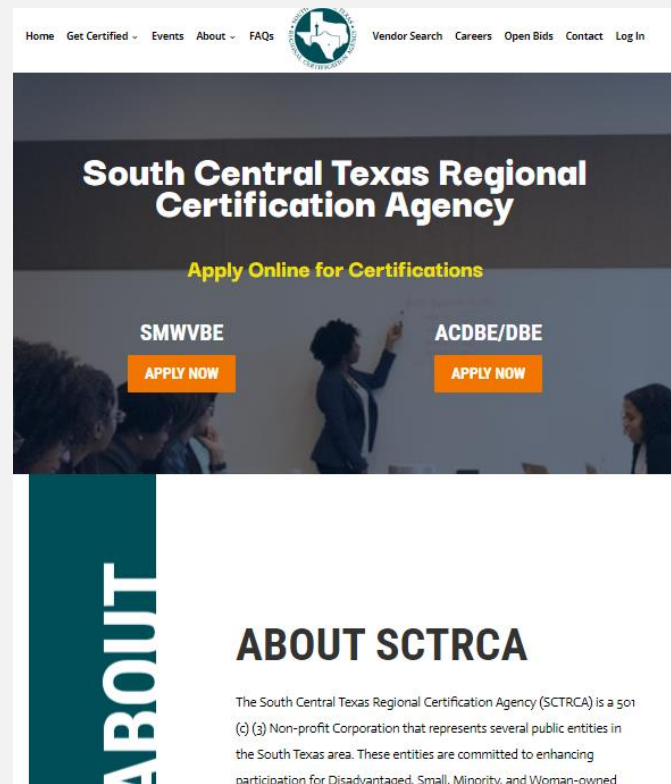 Home Get Certified Events About FAQs Vendor Search Careers Open Bids Contact Log In
South Central Texas Regional
Certification Agency
Apply Online for Certifications
SMWVBE ACDBE/DBE
APPLY NOW APPLY NOW
ABOUT
ABOUT SCTRCA
The South Central Texas Regional Certification Agency (SCTRCA) is a 501
(c) (3) Non-profit Corporation that represents several public entities in
the South Texas area. These entities are committed to enhancing
participation for Disadvantaged, Small, Minority, and Woman-owned